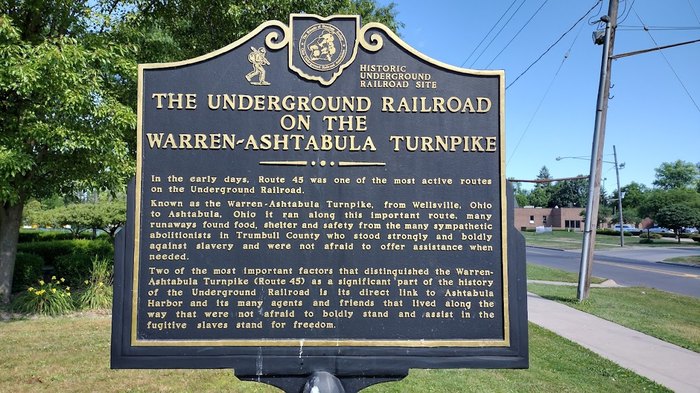 HISTORIC
UNDERGROUND
RAILROAD SITE
THE UNDERGROUND RAILROAD
ON THE
WARREN-ASHTABULA TURNPIKE
In the early days, Route 45 was one of the most active routes
on the Underground Railroad.
Known as the Warren-Ashtabula Turnpike, from Wellsville, Ohio
to Ashtabula, Ohio it ran along this important route, many
runaways found food, shelter and safety from the many sympathetic
abolitionists in Trumbull County who stood strongly and boldly
against slavery and were not afraid to offer assistance when
needed.
Two of the most important factors that distinguished the Warren-
Ashtabula Turnpike (Route 45) as a significant part of the history
of the Underground Railroad is its direct link to Ashtabula
Harbor and its many agents and friends that lived along the
way that were not afraid to boldly stand and assist in the
fugitive slaves stand for freedom.